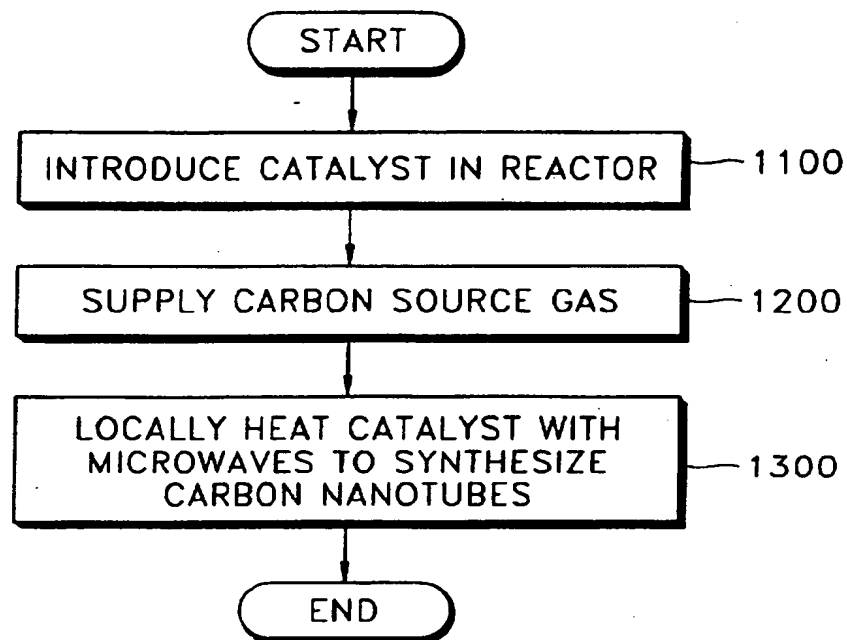 START
INTRODUCE CATALYST IN REACTOR
1100
SUPPLY CARBON SOURCE GAS
1200
LOCALLY HEAT CATALYST WITH
MICROWAVES TO SYNTHESIZE
CARBON NANOTUBES
1300
END